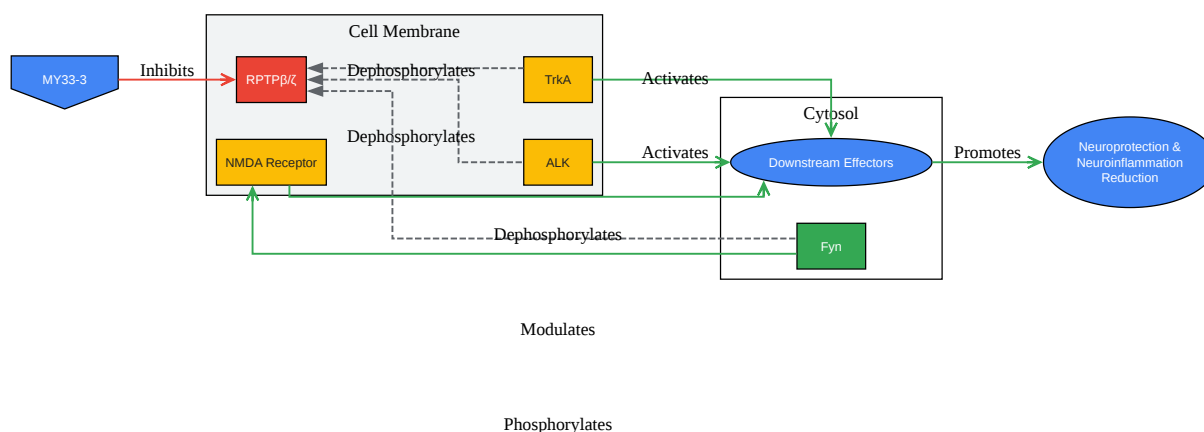 Cell Membrane
MY33-3
Inhibits
RPTPβ/ζ
Dephosphorylates
TrkA
Activates
Cytosol
Dephosphorylates
NMDA Receptor
ALK
Activates
Downstream Effectors
Promotes
Neuroprotection &
Neuroinflammation
Reduction
Dephosphorylates
Fyn
Modulates
Phosphorylates